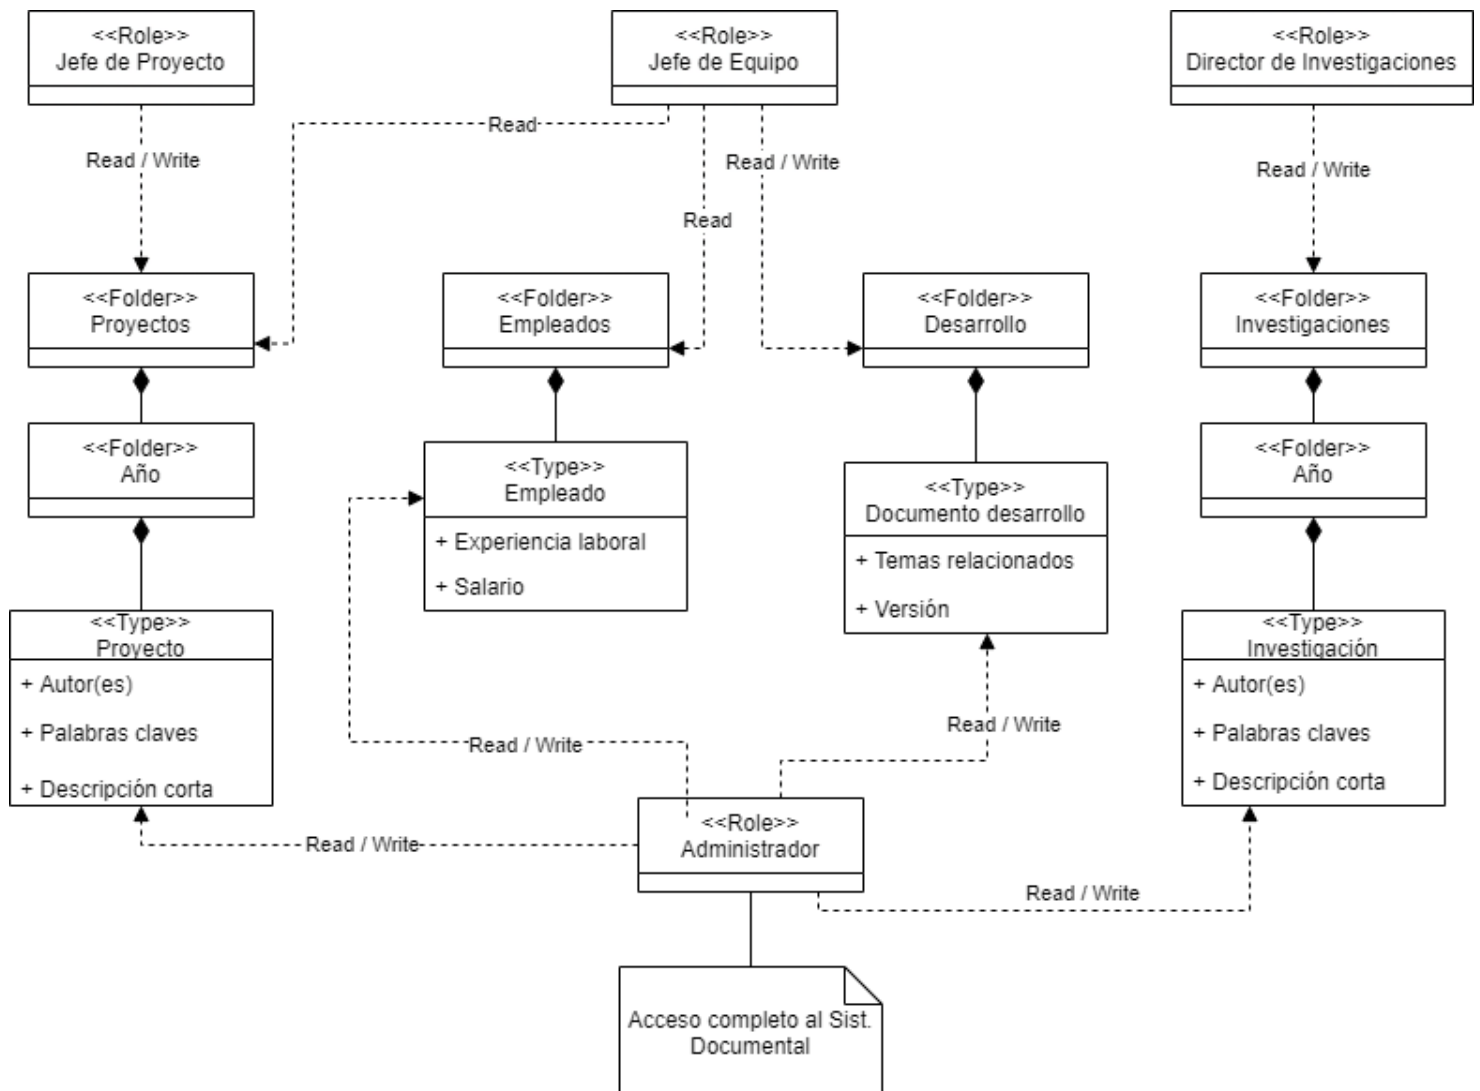 <<Role>>
Jefe de Proyecto
<<Role>>
Jefe de Equipo
<<Role>>
Director de Investigaciones
Read
Read / Write
Read / Write
Read / Write
Read
<<Folder>>
Proyectos
<<Folder>>
Empleados
<<Folder>>
Desarrollo
<<Folder>>
Investigaciones
<<Folder>>
Año
<<Type>>
Empleado
+ Experiencia laboral
+ Salario
<<Type>>
Documento desarrollo
+ Temas relacionados
+ Versión
<<Folder>>
Año
<<Type>>
Proyecto
+ Autor(es)
+ Palabras claves
+ Descripción corta
<<Type>>
Investigación
+ Autor(es)
+ Palabras claves
+ Descripción corta
Read / Write
Read / Write
<<Role>>
Administrador
Read / Write
Read / Write
Acceso completo al Sist.
Documental